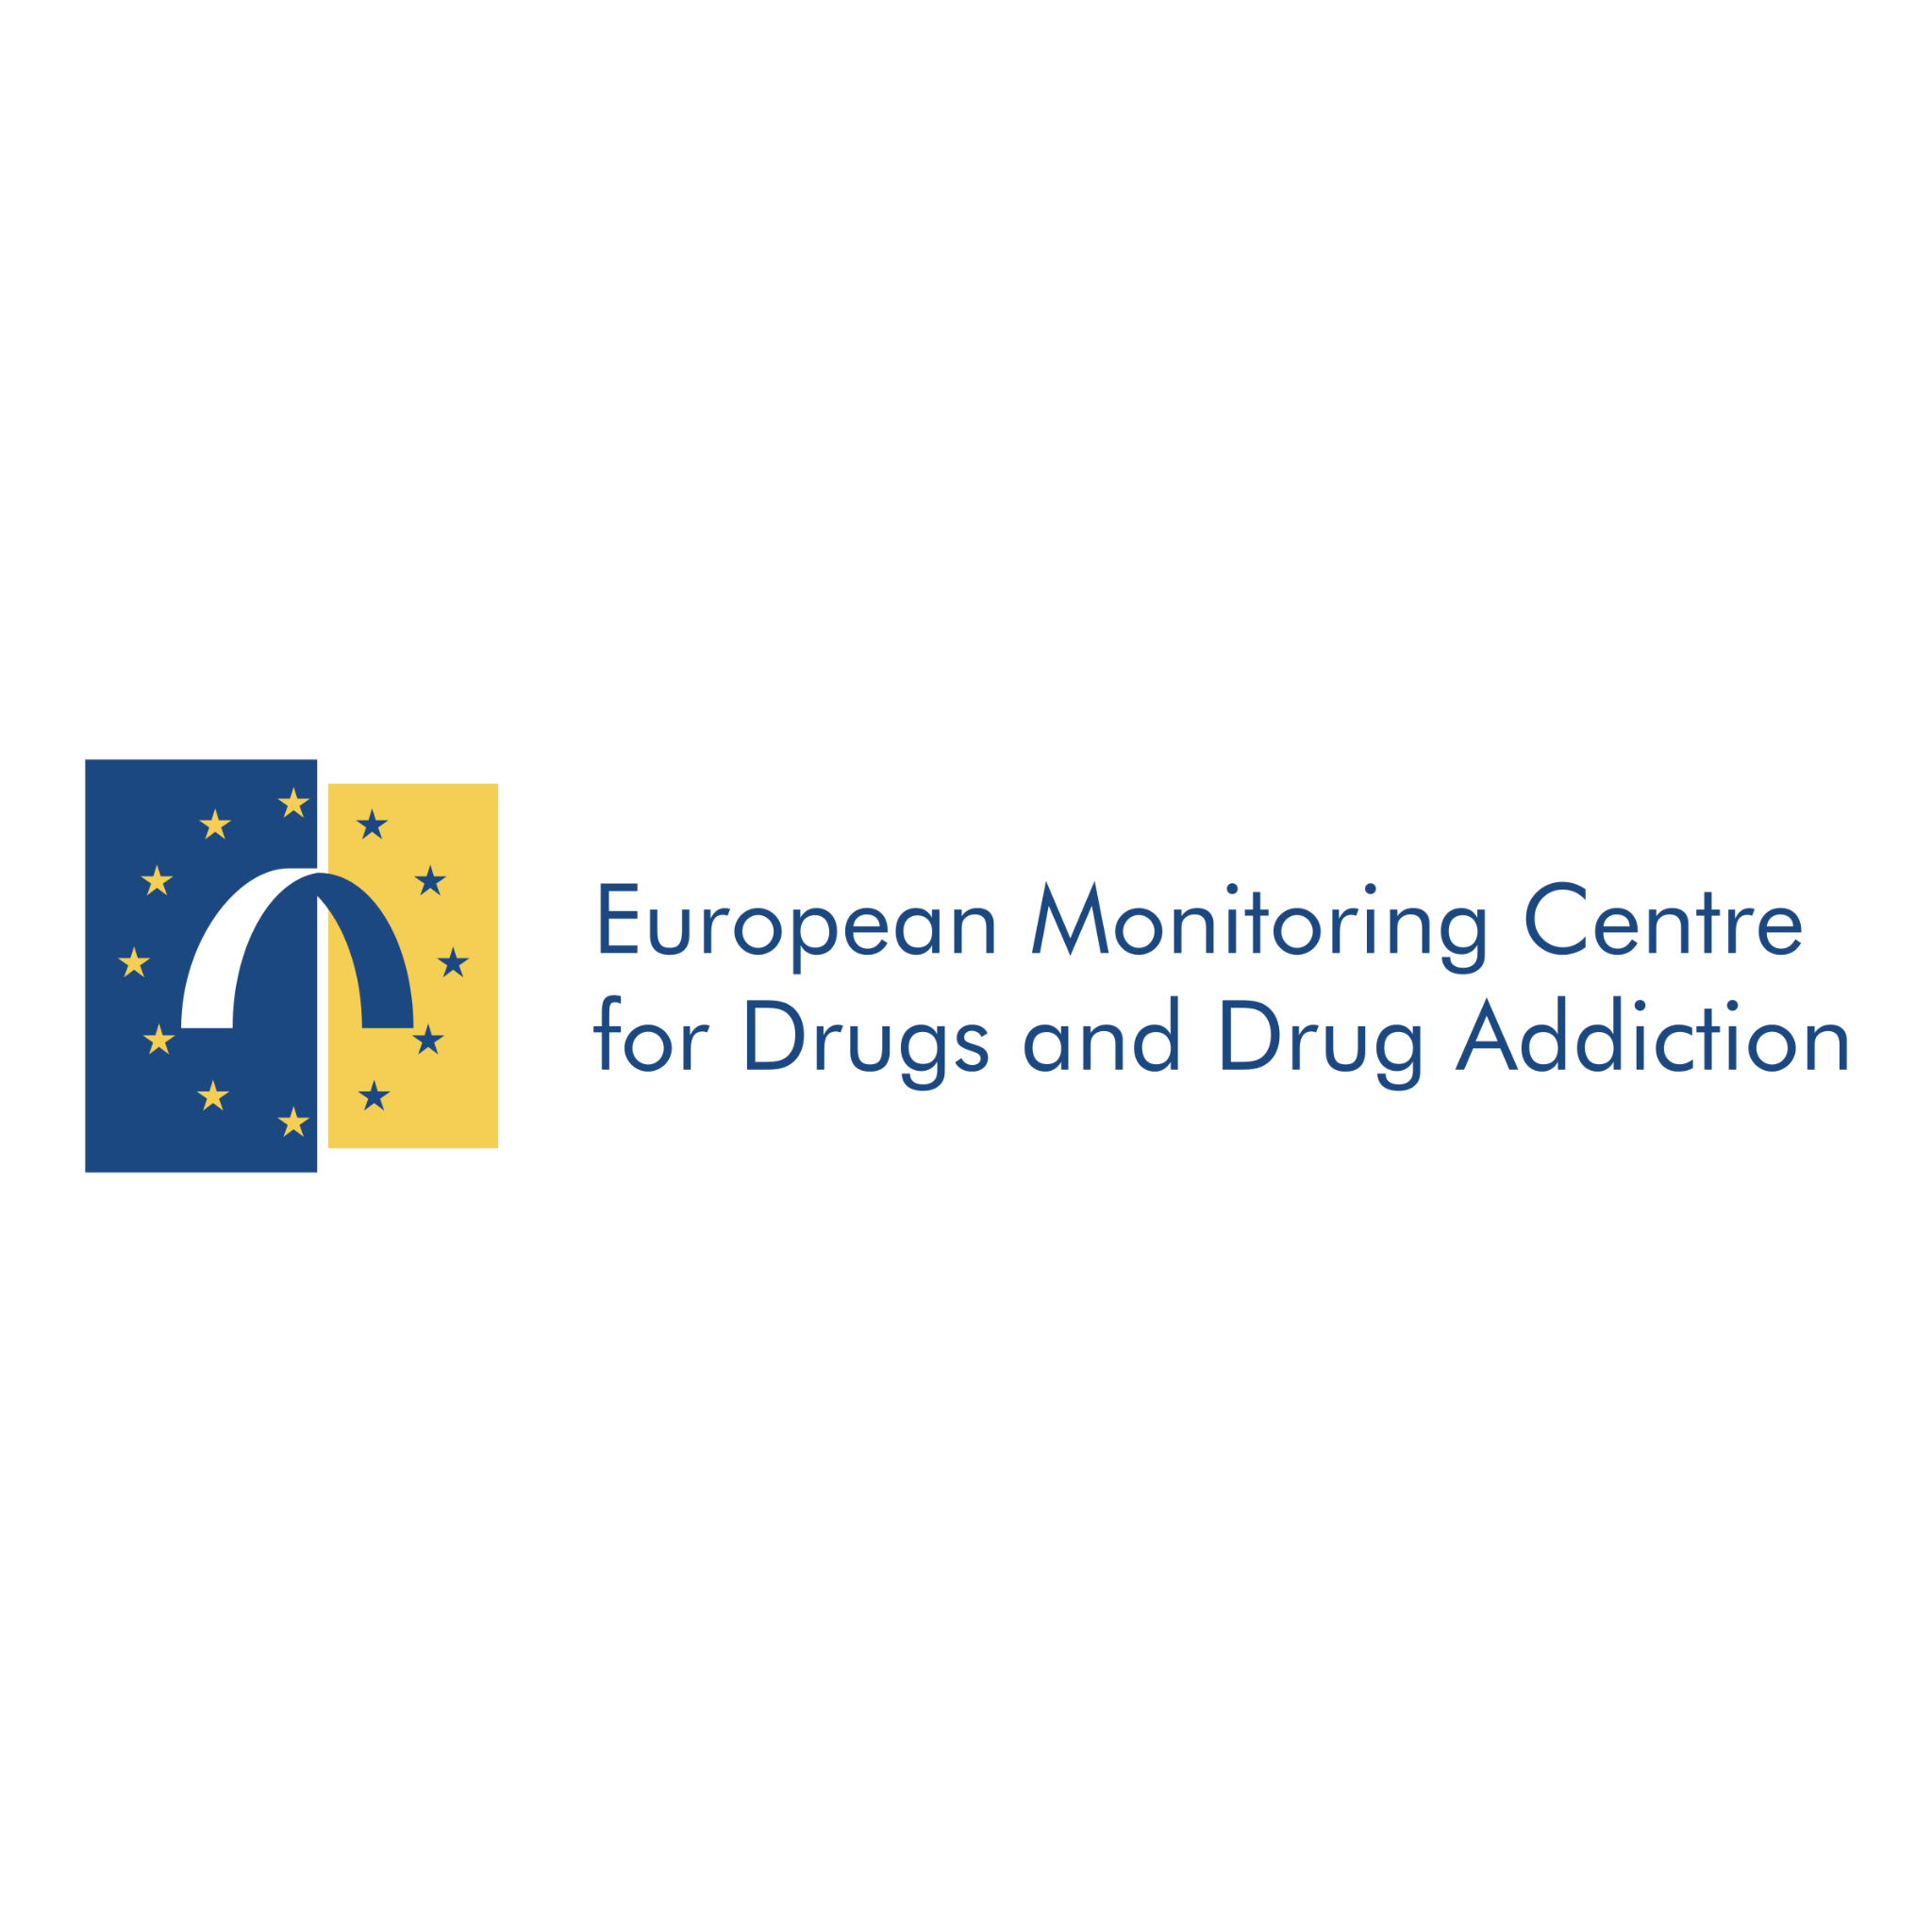 European Monitoring Centre
for Drugs and Drug Addiction